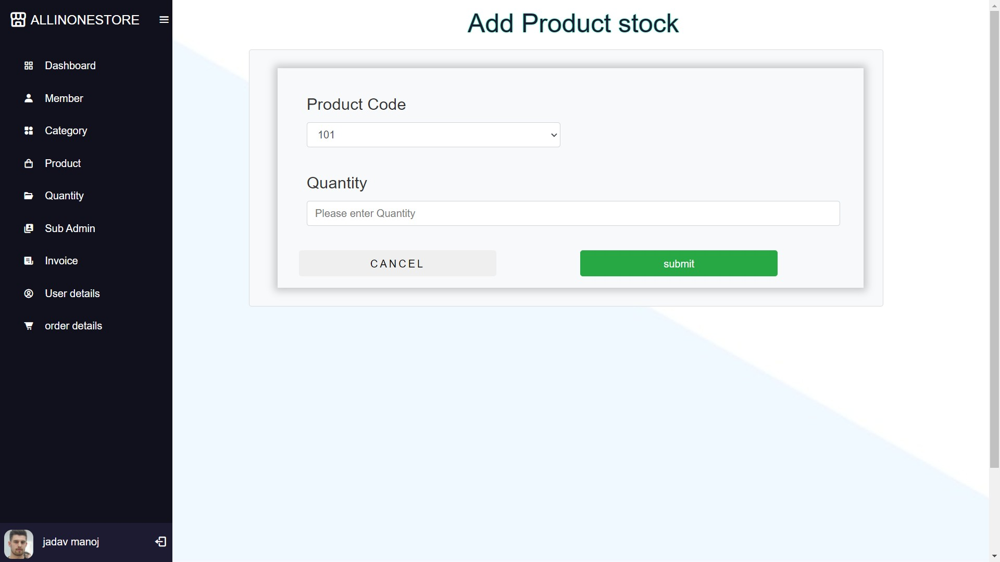 ALLINONESTORE
Dashboard
Member
Category
Product
Quantity
Sub Admin
Invoice
User details
order details
jadav manoj
Add Product stock
Product Code
101
Quantity
Please enter Quantity
CANCEL
submit